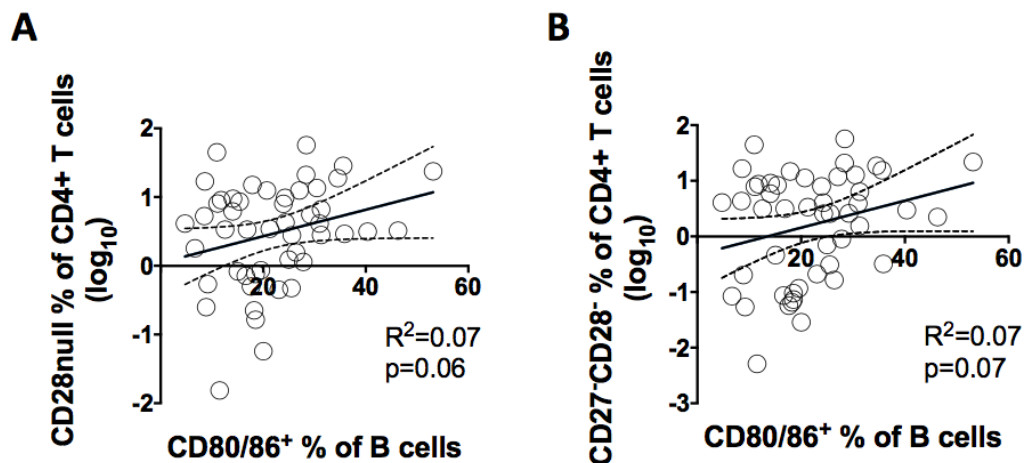 A
CD28null % of CD4+ T cells
(log₁₀)
2
1
0
-1
-2
20
40
60
R²=0.07
p=0.06
CD80/86⁺ % of B cells
B
CD27⁻CD28⁻ % of CD4+ T cells
(log₁₀)
2
1
0
-1
-2
-3
20
40
60
R²=0.07
p=0.07
CD80/86⁺ % of B cells